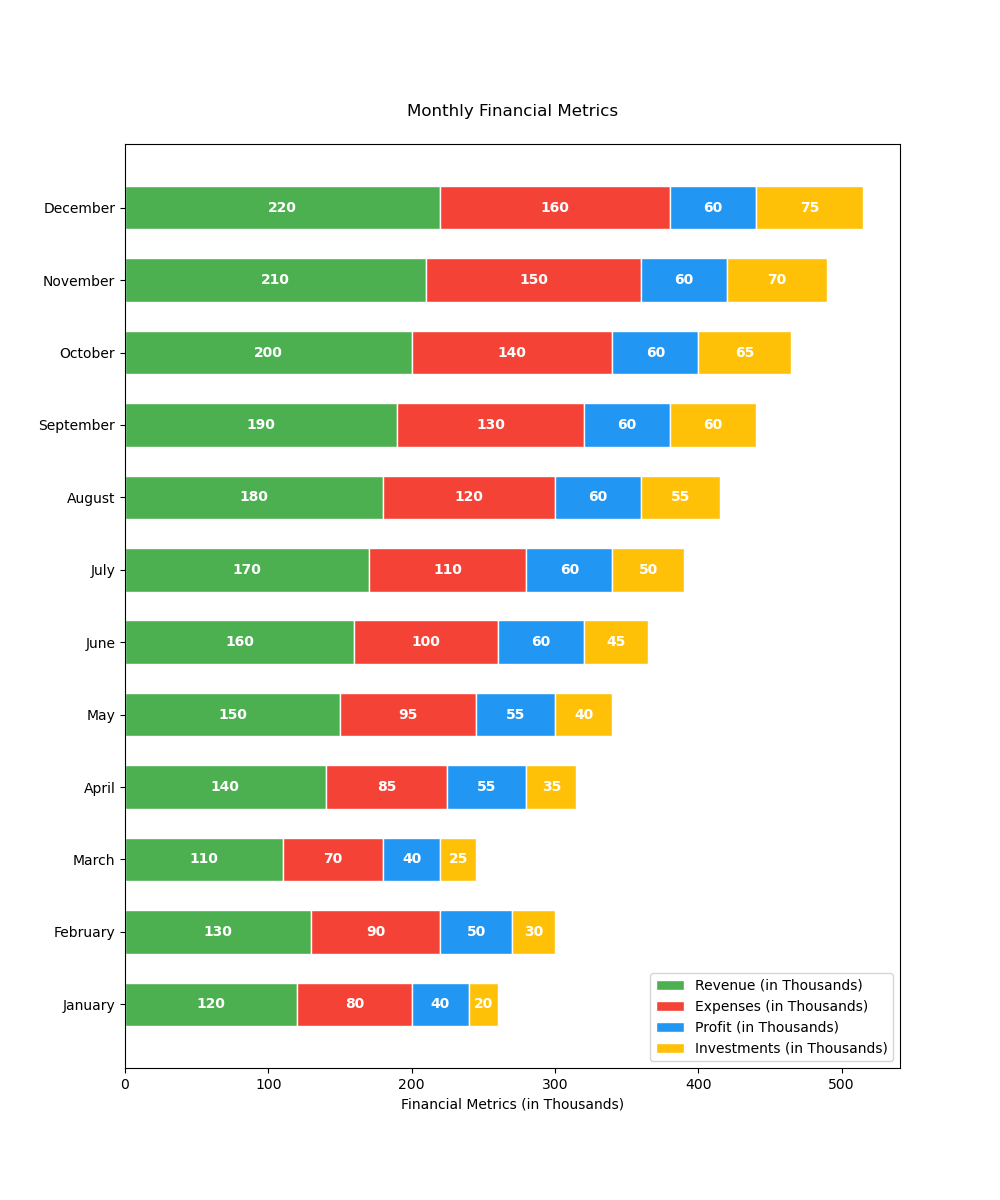 Monthly Financial Metrics
December 220 160 60 75
November 210 150 60 70
October 200 140 60 65
September 190 130 60 60
August 180 120 60 55
July 170 110 60 50
June 160 100 60 45
May 150 95 55 40
April 140 85 55 35
March 110 70 40 25
February 130 90 50 30
January 120 80 40 20
Revenue (in Thousands)
Expenses (in Thousands)
Profit (in Thousands)
Investments (in Thousands)
0 100 200 300 400 500
Financial Metrics (in Thousands)